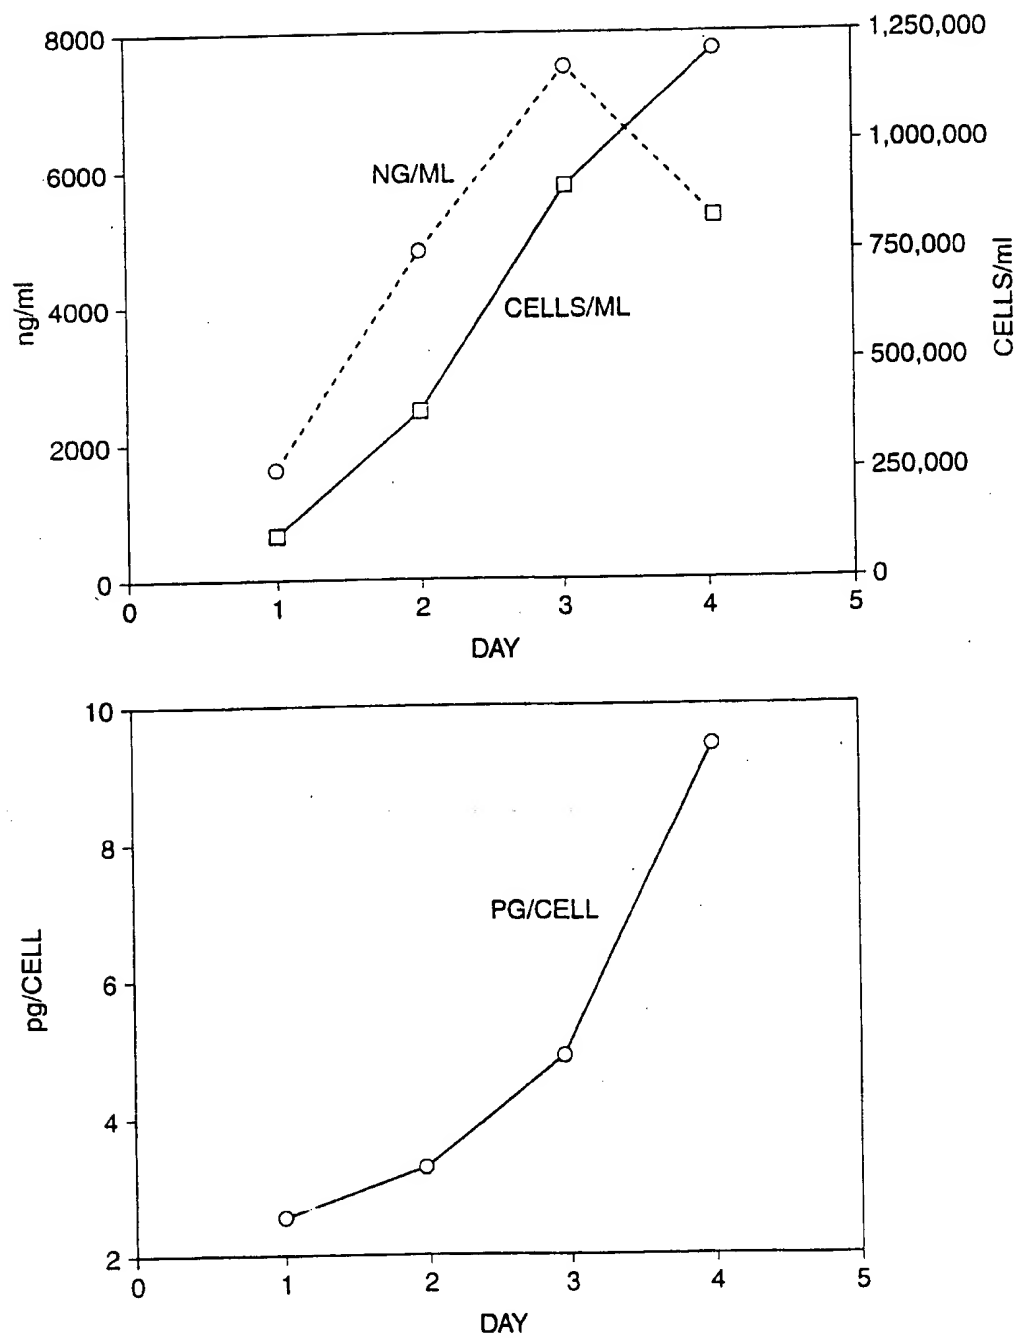 8000
6000
4000
2000
0
ng/ml
1,250,000
1,000,000
750,000
500,000
250,000
0
CELLS/ml
NG/ML
CELLS/ML
0 1 2 3 4 5
DAY
10
8
6
4
2
pg/CELL
PG/CELL
0 1 2 3 4 5
DAY